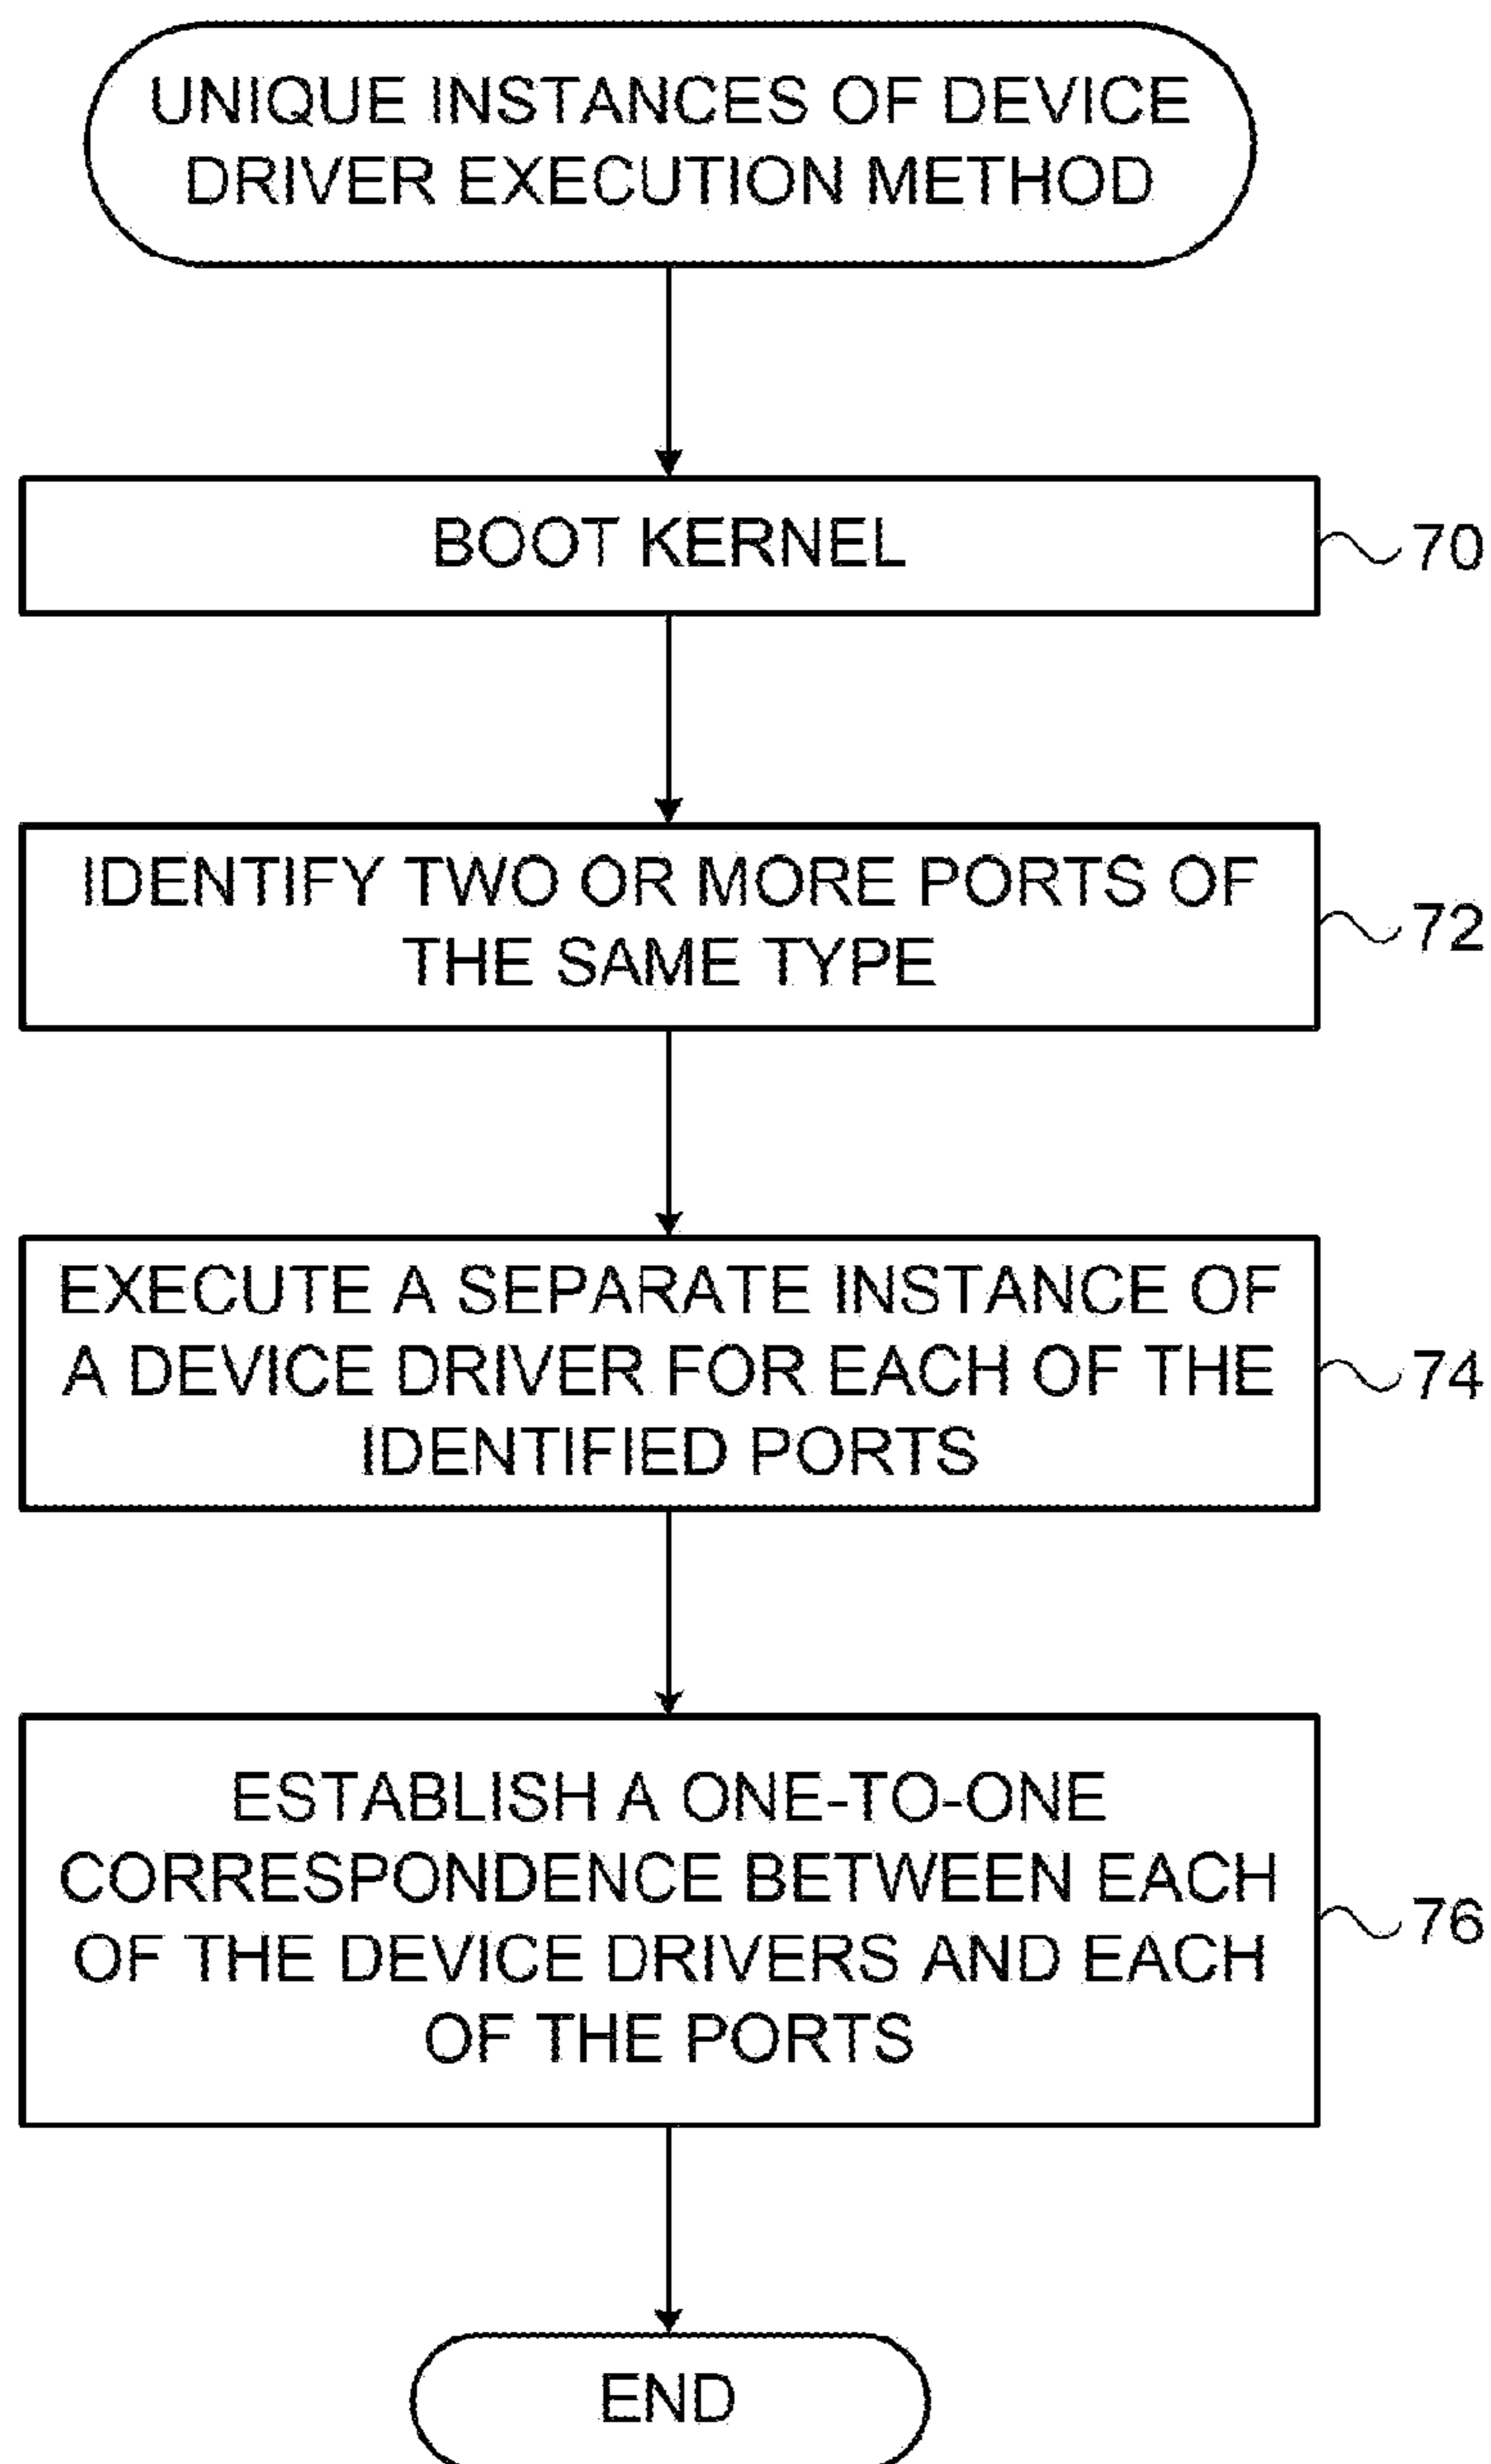 UNIQUE INSTANCES OF DEVICE
DRIVER EXECUTION METHOD
BOOT KERNEL
70
IDENTIFY TWO OR MORE PORTS OF
THE SAME TYPE
72
EXECUTE A SEPARATE INSTANCE OF
A DEVICE DRIVER FOR EACH OF THE
IDENTIFIED PORTS
74
ESTABLISH A ONE-TO-ONE
CORRESPONDENCE BETWEEN EACH
OF THE DEVICE DRIVERS AND EACH
OF THE PORTS
76
END